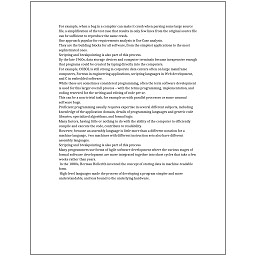 For example, when a bug in a compiler can make it crash when parsing some large source
file, a simplification of the test case that results in only few lines from the original source file
can be sufficient to reproduce the same crash.
One approach popular for requirements analysis is Use Case analysis.
They are the building blocks for all software, from the simplest applications to the most
sophisticated ones.
Scripting and breakpointing is also part of this process.
By the late 1960s, data storage devices and computer terminals became inexpensive enough
that programs could be created by typing directly into the computers.
For example, COBOL is still strong in corporate data centers often on large mainframe
computers, Fortran in engineering applications, scripting languages in Web development,
and C in embedded software.
While these are sometimes considered programming, often the term software development
is used for this larger overall process – with the terms programming, implementation, and
coding reserved for the writing and editing of code per se.
This can be a non-trivial task, for example as with parallel processes or some unusual
software bugs.
Proficient programming usually requires expertise in several different subjects, including
knowledge of the application domain, details of programming languages and generic code
libraries, specialized algorithms, and formal logic.
Many factors, having little or nothing to do with the ability of the computer to efficiently
compile and execute the code, contribute to readability.
However, because an assembly language is little more than a different notation for a
machine language, two machines with different instruction sets also have different
assembly languages.
Scripting and breakpointing is also part of this process.
Many programmers use forms of Agile software development where the various stages of
formal software development are more integrated together into short cycles that take a few
weeks rather than years.
In the 1880s, Herman Hollerith invented the concept of storing data in machine-readable
form.
High-level languages made the process of developing a program simpler and more
understandable, and less bound to the underlying hardware.